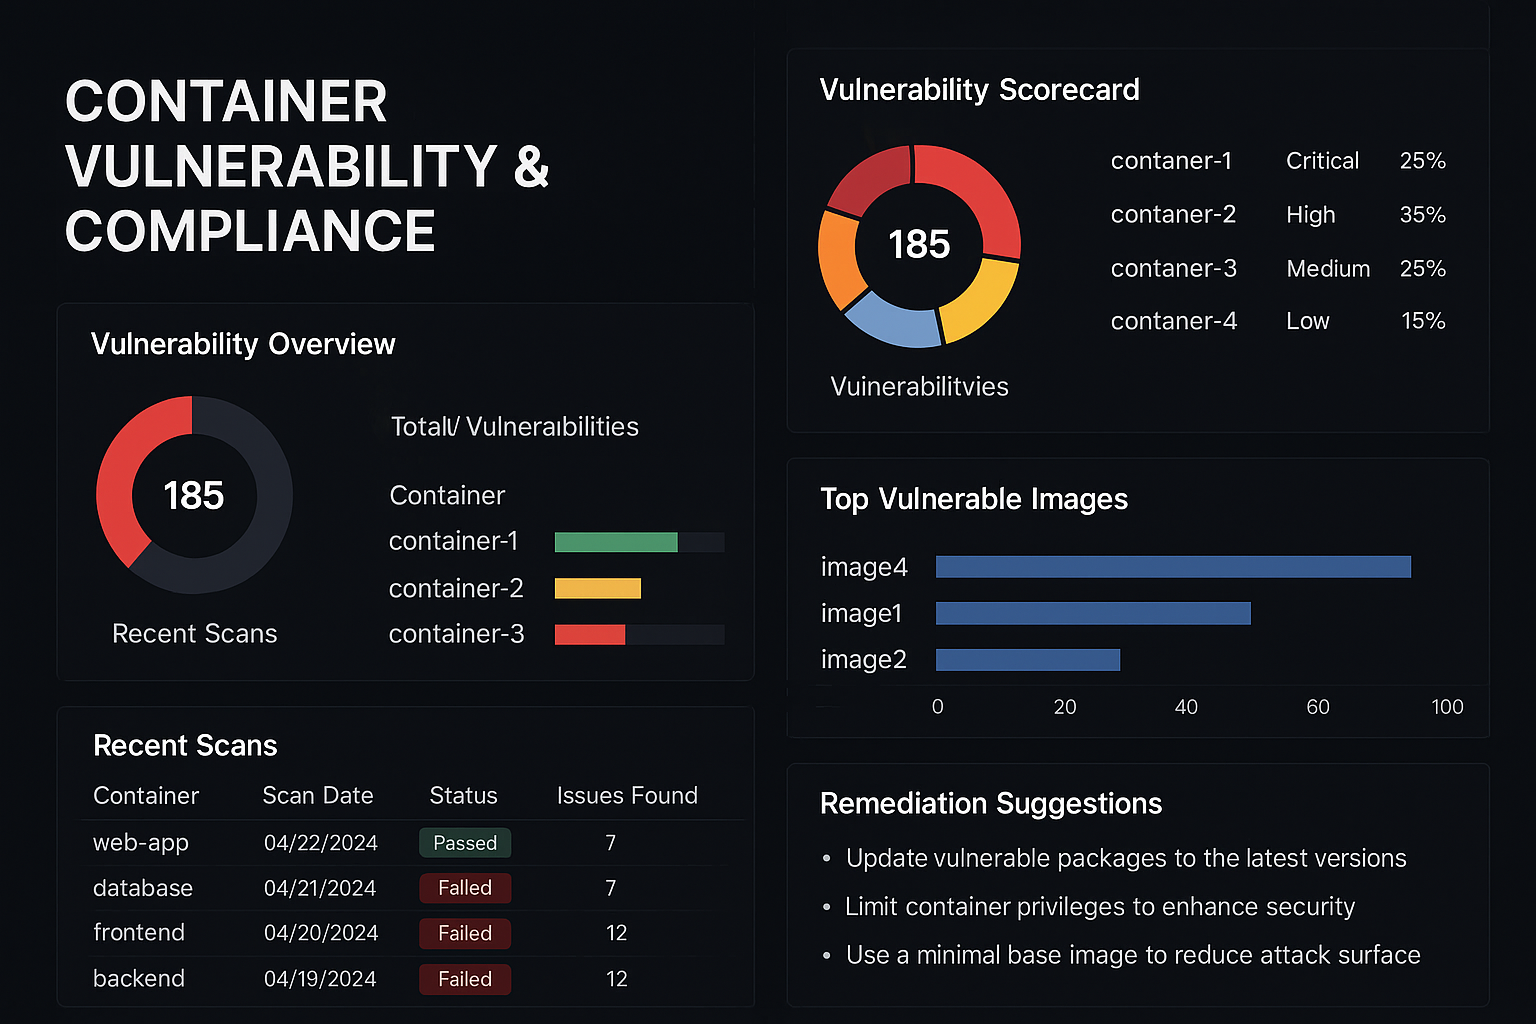 CONTAINER
VULNERABILITY &
COMPLIANCE
Vulnerability Overview
185
Recent Scans
Totall/ Vulneraıbilities
Container
container-1
container-2
container-3
Recent Scans
Container Scan Date Status Issues Found
web-app 04/22/2024 Passed 7
database 04/21/2024 Falled 7
frontend 04/20/2024 Failed 12
backend 04/19/2024 Failed 12
Vulnerability Scorecard
185
Vuinerabilitvies
contaner-1 Critical 25%
contaner-2 High 35%
contaner-3 Medium 25%
contaner-4 Low 15%
Top Vulnerable Images
image4
image1
image2
0 20 40 60 100
Remediation Suggestions
• Update vulnerable packages to the latest versions
• Limit container privileges to enhance security
• Use a minimal base image to reduce attack surface